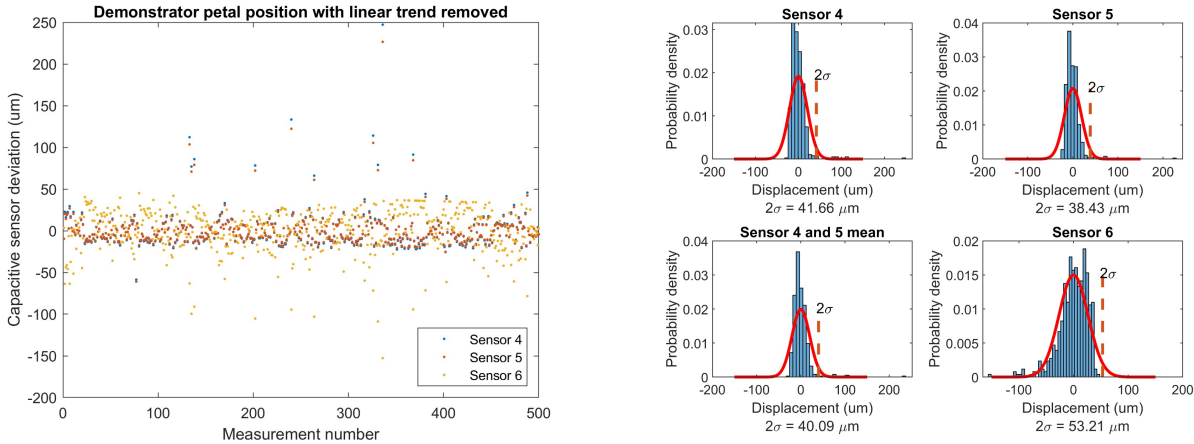 Demonstrator petal position with linear trend removed
Capacitive sensor deviation (um)
250
200
150
100
50
0
-50
-100
-150
-200
0
100
200
300
400
500
Measurement number
Sensor 4
Sensor 5
Sensor 6
Sensor 4
Probability density
0.03
0.02
0.01
0
2σ
-200
-100
0
100
200
Displacement (um)
2σ = 41.66 μm
Sensor 5
Probability density
0.04
0.03
0.02
0.01
0
2σ
-200
-100
0
100
200
Displacement (um)
2σ = 38.43 μm
Sensor 4 and 5 mean
Probability density
0.04
0.03
0.02
0.01
0
2σ
-200
-100
0
100
200
Displacement (um)
2σ = 40.09 μm
Sensor 6
Probability density
0.02
0.015
0.01
0.005
0
2σ
-100
0
100
200
Displacement (um)
2σ = 53.21 μm